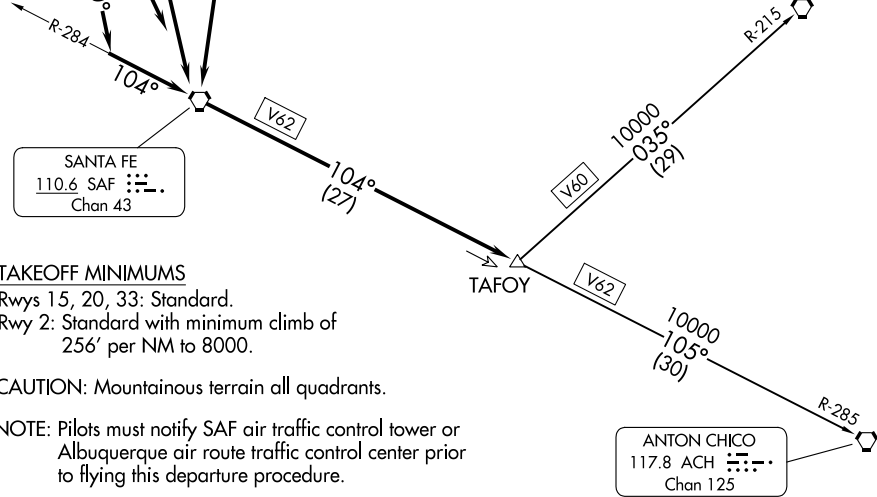 R-284
104°
SANTA FE
110.6 SAF
Chan 43
V62
104°
(27)
TAFOY
R-215
10000
035°
(29)
V60
V62
10000
105°
(30)
R-285
ANTON CHICO
117.8 ACH
Chan 125
TAKEOFF MINIMUMS
Rwys 15, 20, 33: Standard.
Rwy 2: Standard with minimum climb of
256' per NM to 8000.
CAUTION: Mountainous terrain all quadrants.
NOTE: Pilots must notify SAF air traffic control tower or
Albuquerque air route traffic control center prior
to flying this departure procedure.